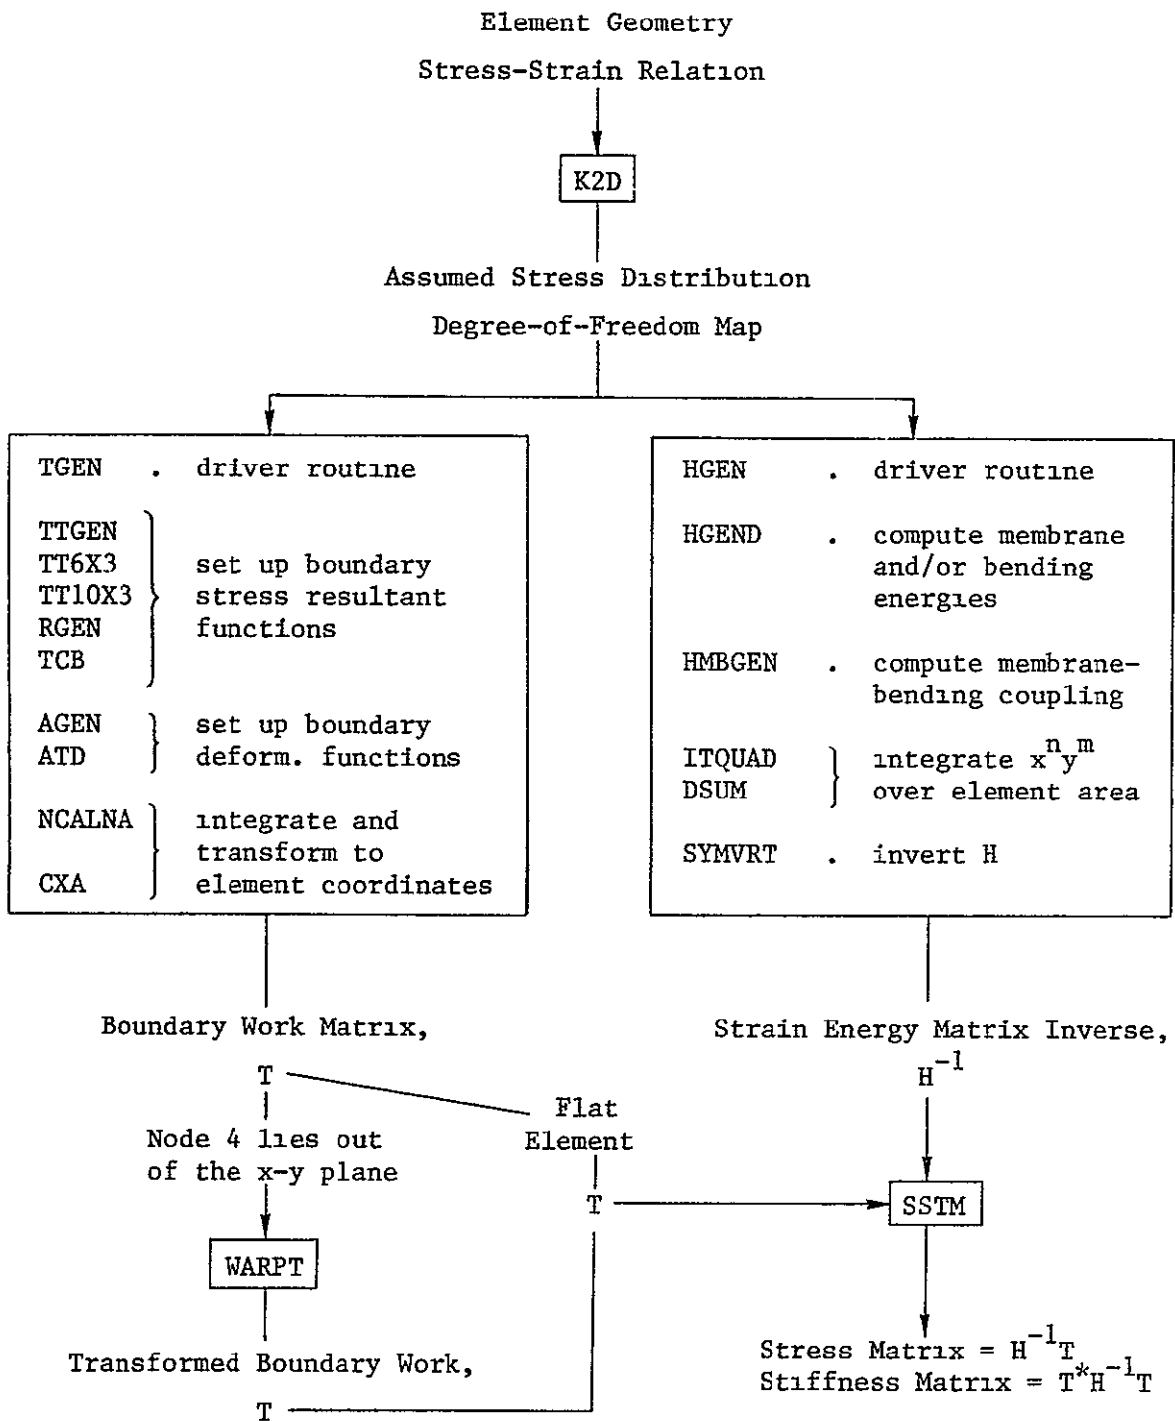 Element Geometry
Stress-Strain Relation
K2D
Assumed Stress Distribution
Degree-of-Freedom Map
TGEN . driver routine
TTGEN
TT6X3 set up boundary
TT10X3 stress resultant
RGEN functions
TCB
AGEN set up boundary
ATD deform. functions
NCALNA integrate and
transform to
CXA element coordinates
HGEN . driver routine
HGEND . compute membrane
and/or bending
energies
HMBGEN . compute membrane-
bending coupling
ITQUAD integrate x^n y^m
DSUM over element area
SYMVRT . invert H
Boundary Work Matrix,
T
Strain Energy Matrix Inverse,
H^-1
Flat
Element
Node 4 lies out
of the x-y plane
T
SSTM
WARPT
Transformed Boundary Work,
T
Stress Matrix = H^-1T
Stiffness Matrix = T*H^-1T